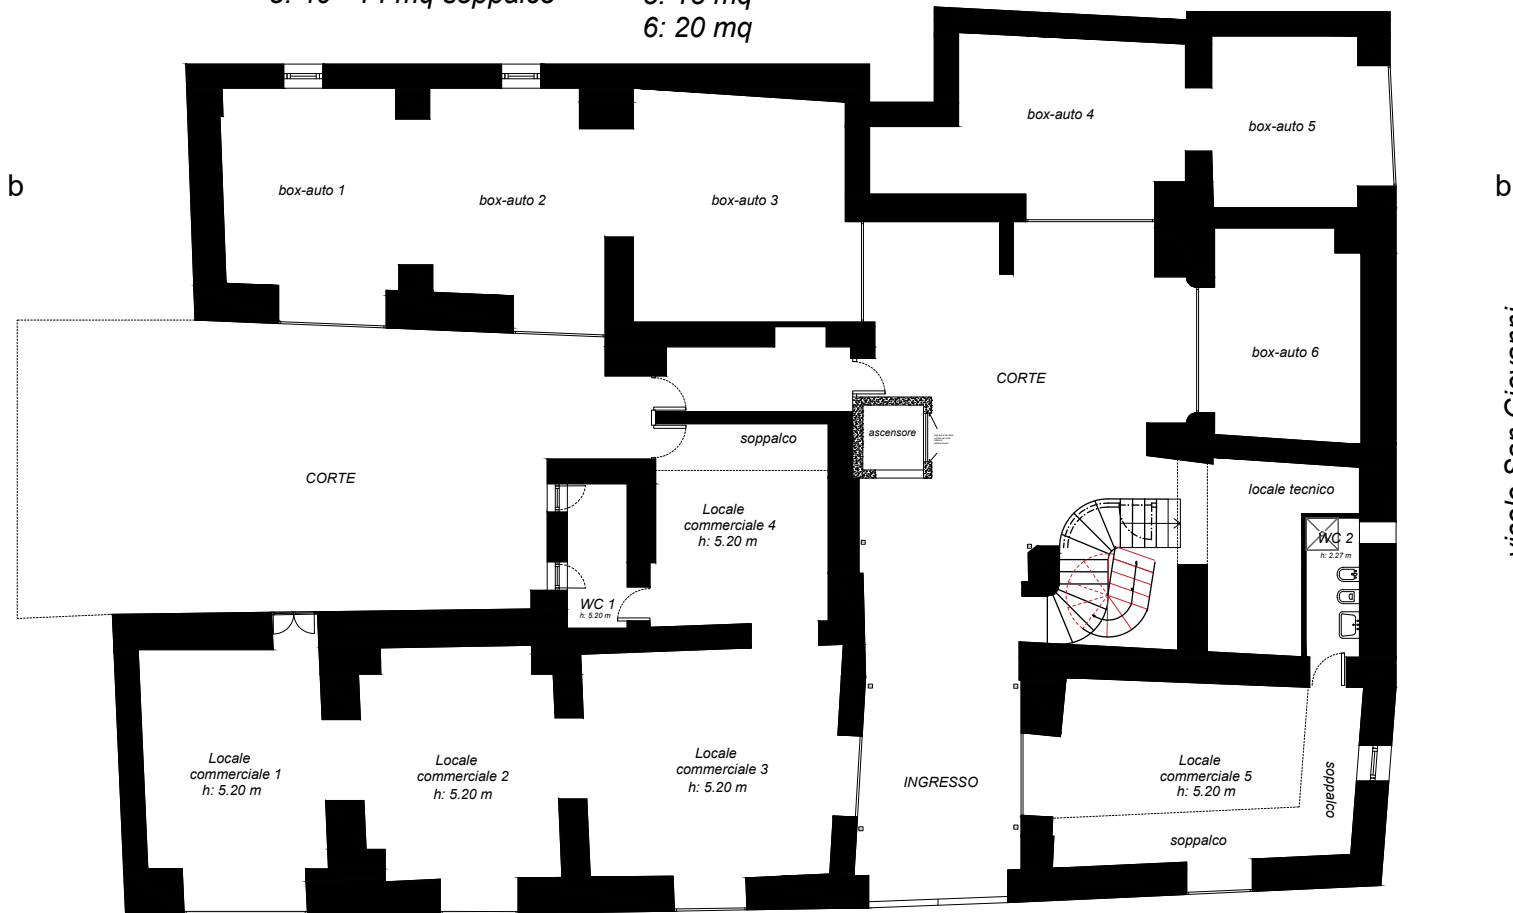 6: 20 mq
box-auto 4
box-auto 5
b
box-auto 1
box-auto 2
box-auto 3
b
CORTE
box-auto 6
ascensore
soppalco
CORTE
Locale
commerciale 4
h: 5.20 m
locale tecnico
WC 2
h: 2.27 m
WC 1
h: 5.20 m
Locale
commerciale 1
h: 5.20 m
Locale
commerciale 2
h: 5.20 m
Locale
commerciale 3
h: 5.20 m
INGRESSO
Locale
commerciale 5
h: 5.20 m
soppalco
soppalco